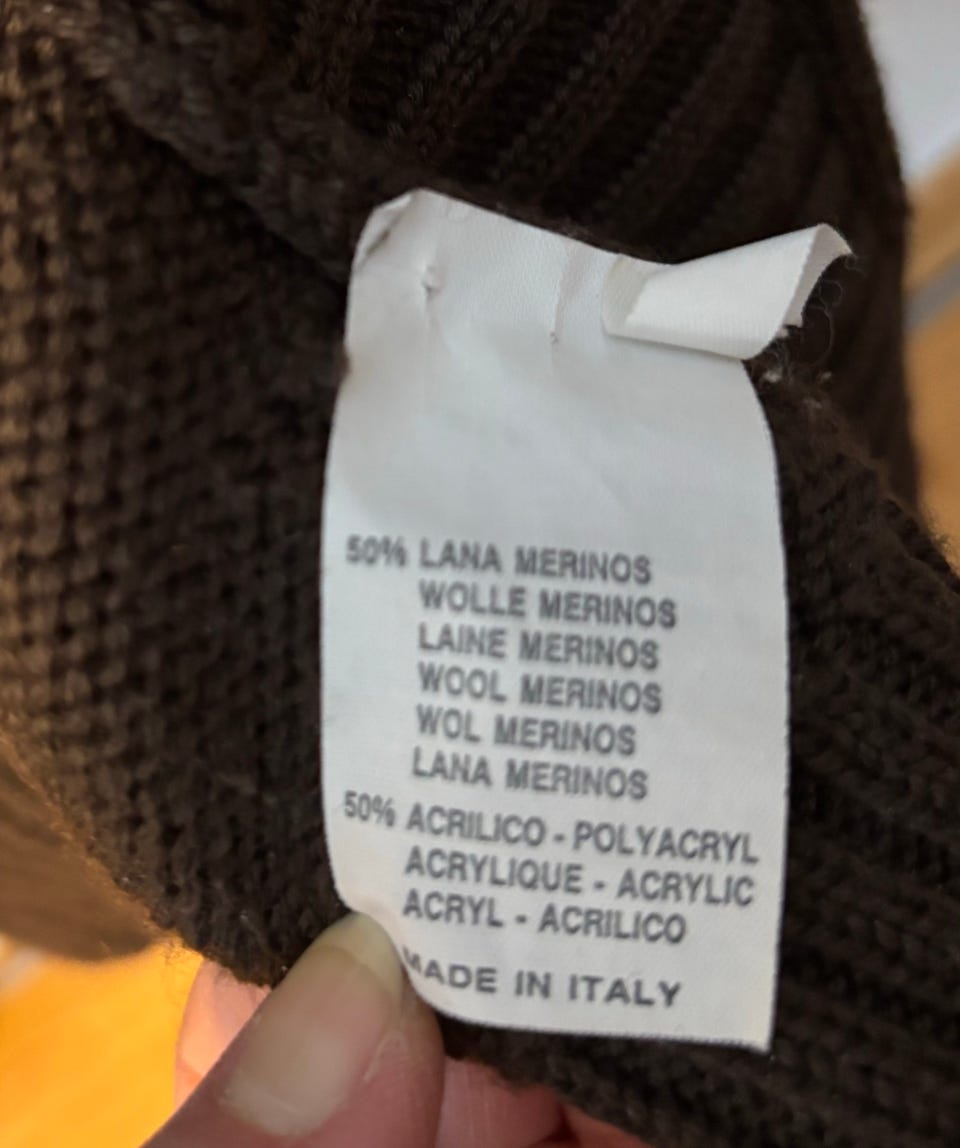 50% LANA MERINOS
WOLLE MERINOS
LAINE MERINOS
WOOL MERINOS
WOL MERINOS
LANA MERINOS
50% ACRILICO - POLYACRYL
ACRYLIQUE - ACRYLIC
ACRYL - ACRILICO
MADE IN ITALY